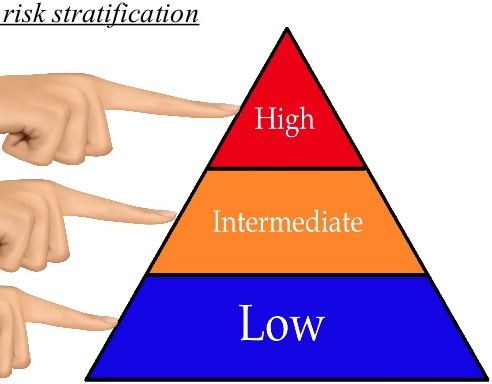 risk stratification
High
Intermediate
Low